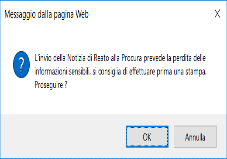 Messaggio dalla pagina Web
X
L'invio della Notizia di Reato alla Procura prevede la perdita delle
informazioni sensibili, si consiglia di effettuare prima una stampa.
Proseguire ?
OK
Annulla